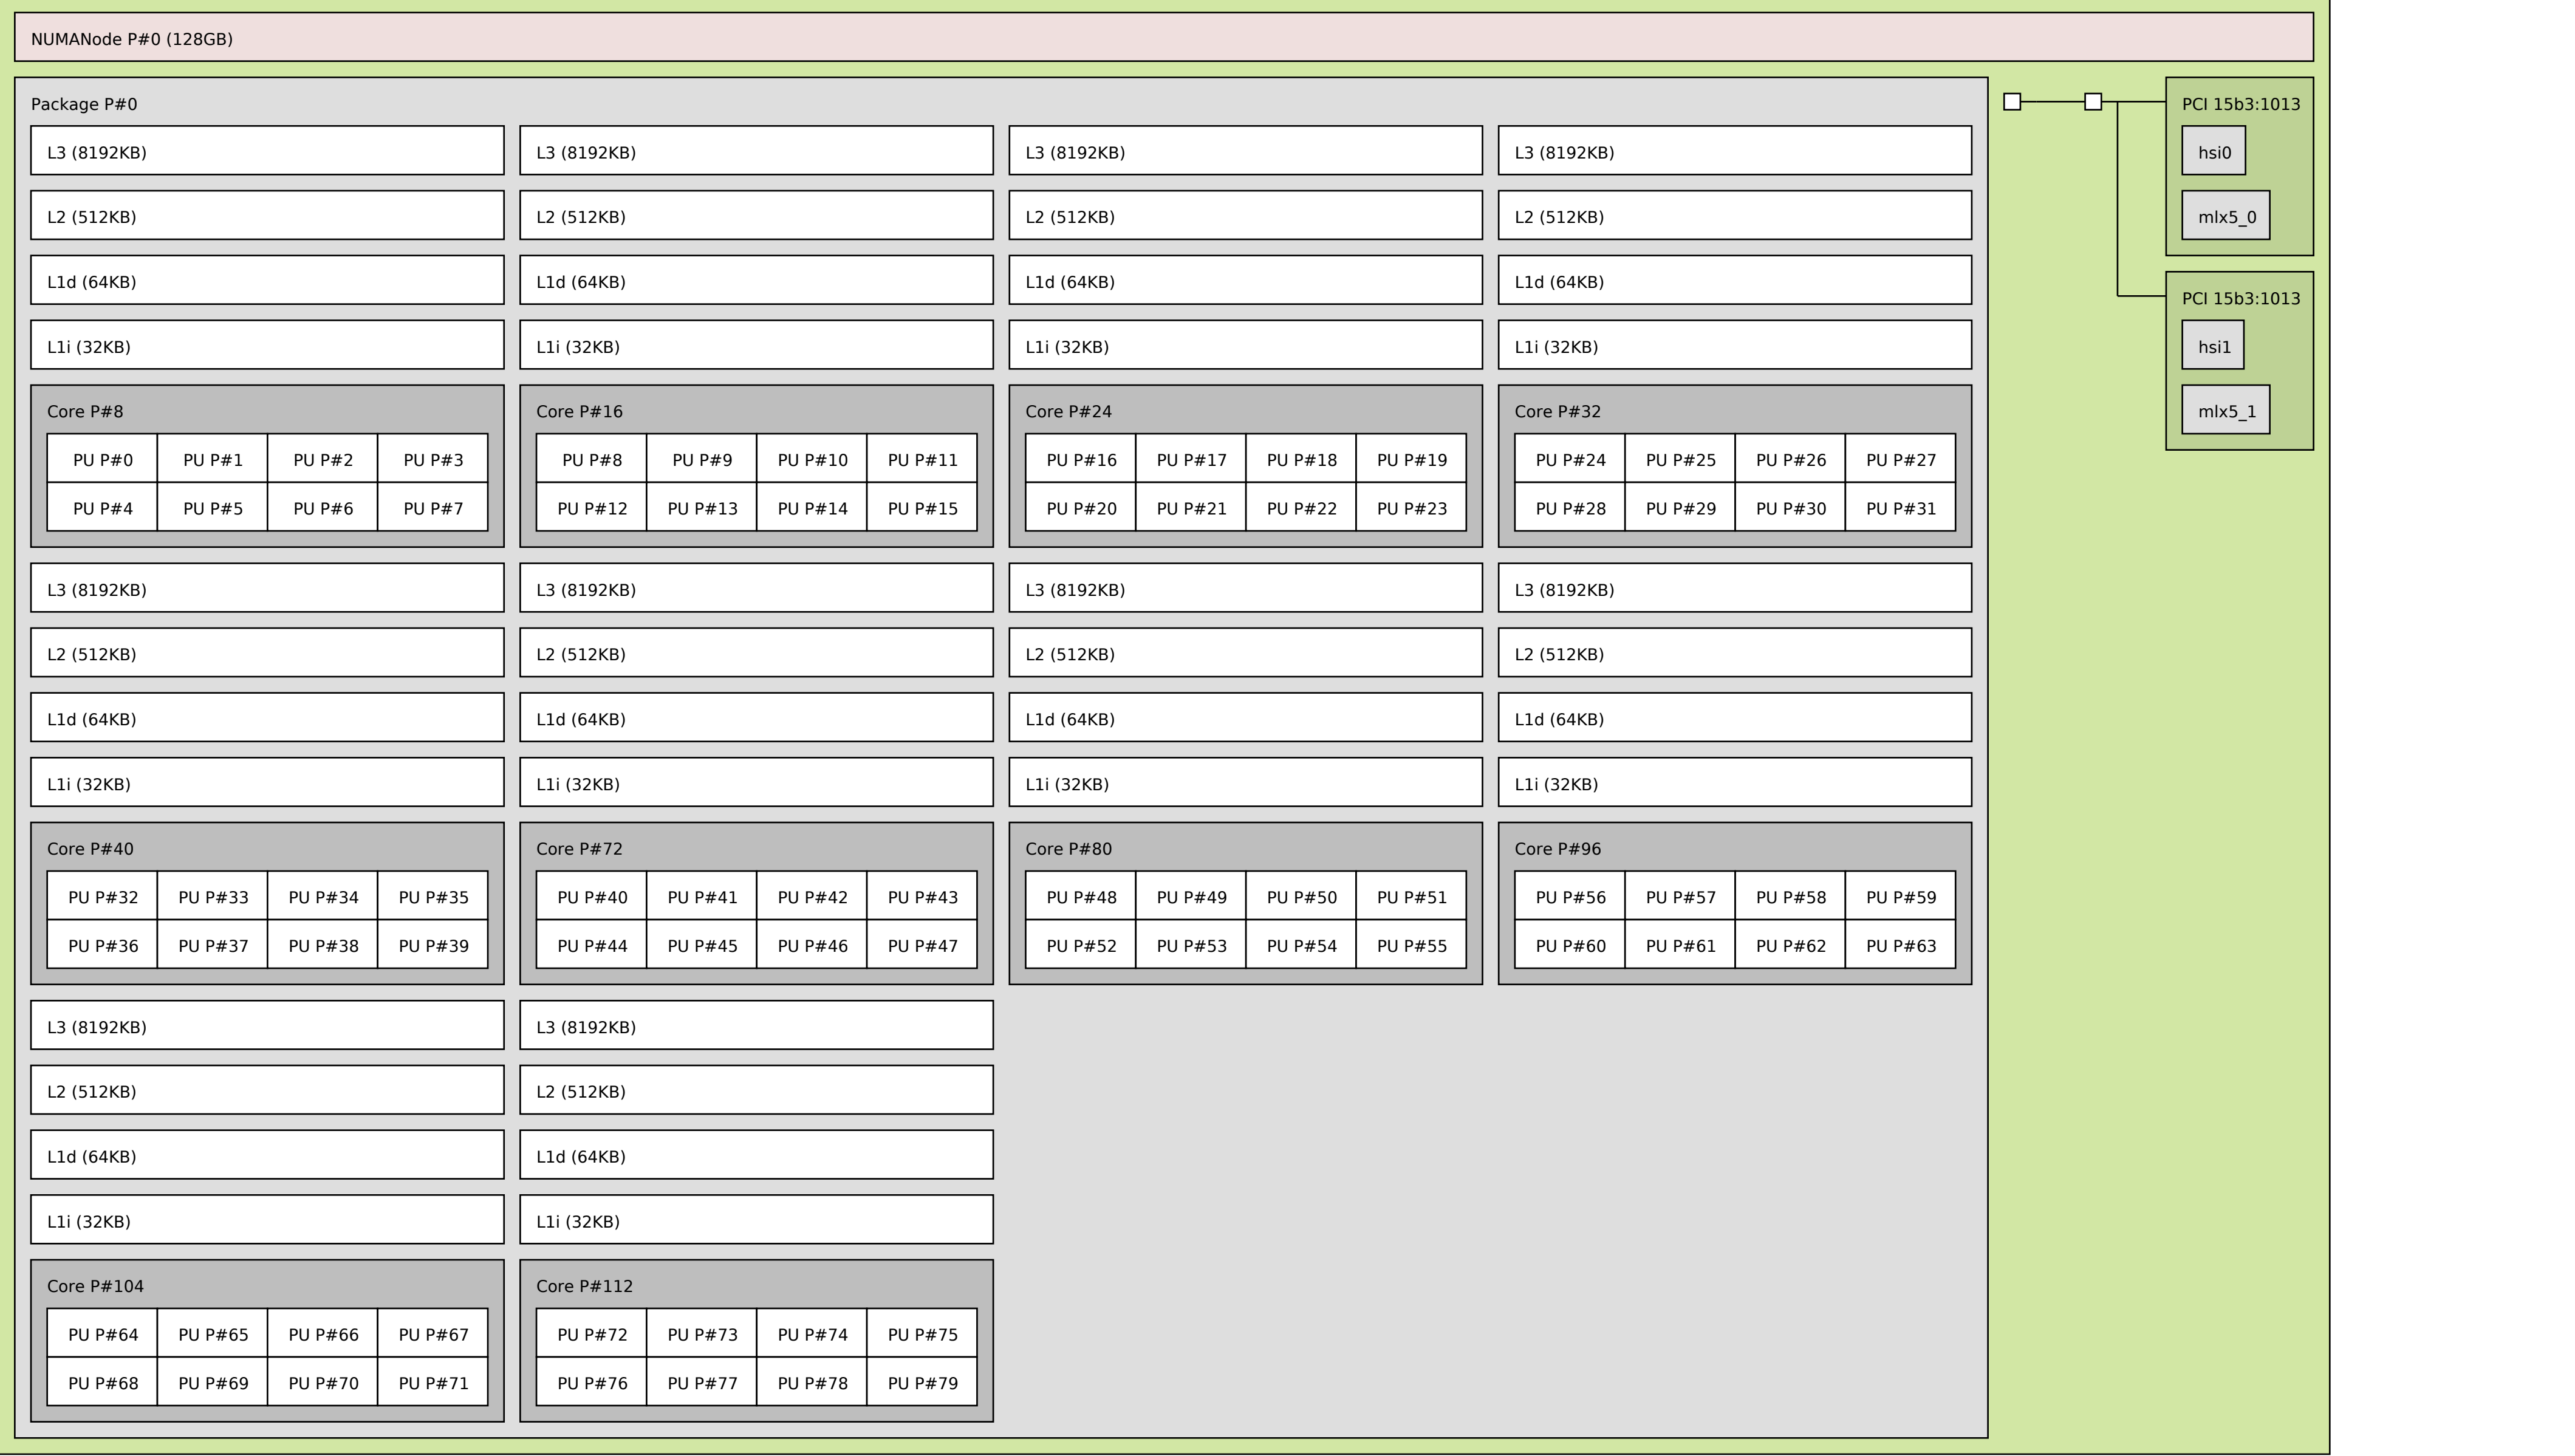 NUMANode P#0 (128GB)
Package P#0
L3 (8192KB) L3 (8192KB) L3 (8192KB) L3 (8192KB)
L2 (512KB) L2 (512KB) L2 (512KB) L2 (512KB)
L1d (64KB) L1d (64KB) L1d (64KB) L1d (64KB)
L1i (32KB) L1i (32KB) L1i (32KB) L1i (32KB)
Core P#8 Core P#16 Core P#24 Core P#32
PU P#0 PU P#1 PU P#2 PU P#3 PU P#8 PU P#9 PU P#10 PU P#11 PU P#16 PU P#17 PU P#18 PU P#19 PU P#24 PU P#25 PU P#26 PU P#27
PU P#4 PU P#5 PU P#6 PU P#7 PU P#12 PU P#13 PU P#14 PU P#15 PU P#20 PU P#21 PU P#22 PU P#23 PU P#28 PU P#29 PU P#30 PU P#31
L3 (8192KB) L3 (8192KB) L3 (8192KB) L3 (8192KB)
L2 (512KB) L2 (512KB) L2 (512KB) L2 (512KB)
L1d (64KB) L1d (64KB) L1d (64KB) L1d (64KB)
L1i (32KB) L1i (32KB) L1i (32KB) L1i (32KB)
Core P#40 Core P#72 Core P#80 Core P#96
PU P#32 PU P#33 PU P#34 PU P#35 PU P#40 PU P#41 PU P#42 PU P#43 PU P#48 PU P#49 PU P#50 PU P#51 PU P#56 PU P#57 PU P#58 PU P#59
PU P#36 PU P#37 PU P#38 PU P#39 PU P#44 PU P#45 PU P#46 PU P#47 PU P#52 PU P#53 PU P#54 PU P#55 PU P#60 PU P#61 PU P#62 PU P#63
L3 (8192KB) L3 (8192KB)
L2 (512KB) L2 (512KB)
L1d (64KB) L1d (64KB)
L1i (32KB) L1i (32KB)
Core P#104 Core P#112
PU P#64 PU P#65 PU P#66 PU P#67 PU P#72 PU P#73 PU P#74 PU P#75
PU P#68 PU P#69 PU P#70 PU P#71 PU P#76 PU P#77 PU P#78 PU P#79
PCI 15b3:1013
hsi0
mlx5_0
PCI 15b3:1013
hsi1
mlx5_1